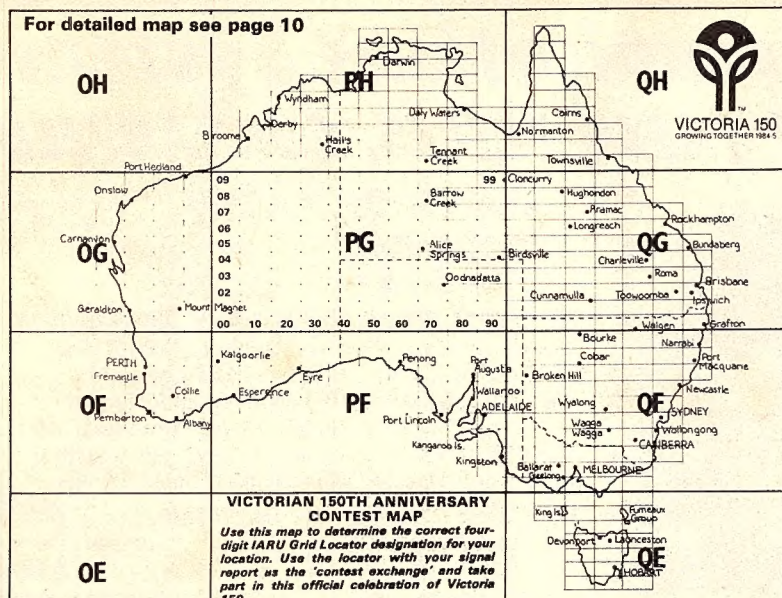 For detailed map see page 10
OH
PH
QH
TM
VICTORIA 150
GROWING TOGETHER 1984-5
Darwin
Wyndham
Derby
Daly Waters
Cairns
Broome
Hall's
Creek
Normanton
Tennant
Creek
Townsville
Port Hedland
Onslow
09
08
07
06
05
04
03
02
00 10 20 30 40 50 60 70 80 90
99
Cloncurry
Hughondon
Barrow
Creek
Aramac
Rockhampton
Longreach
Carnarvon
OG
PG
QG
Alice
Springs
Birdsville
Charleville
Bundaberg
Roma
Oodnadatta
Brisbane
Geraldton
Mount Magnet
Cunnamulla
Toowoomba
Ipswich
Walgen
Grafton
Bourke
Narrabi
PERTH
Kalgoorlie
Penong
Port
Augusta
Cobar
Port
Macquane
Fremantle
Eyre
Broken Hill
Newcastle
Collie
Esperence
Wallaroo
Wyalong
OF
PF
QF
Pemberton
Albany
Port Lincoln
ADELAIDE
SYDNEY
Wagga
Wagga
Wollongong
Kangaroo Is.
CANBERRA
Kingston
Ballarat
MELBOURNE
Geelong
VICTORIAN 150TH ANNIVERSARY
CONTEST MAP
Use this map to determine the correct four-
digit IARU Grid Locator designation for your
location. Use the locator with your signal
report as the 'contest exchange' and take
part in this official celebration of Victoria
150.
King Is
Furneaux
Group
Devonport
Launceston
OE
QE
HOBART